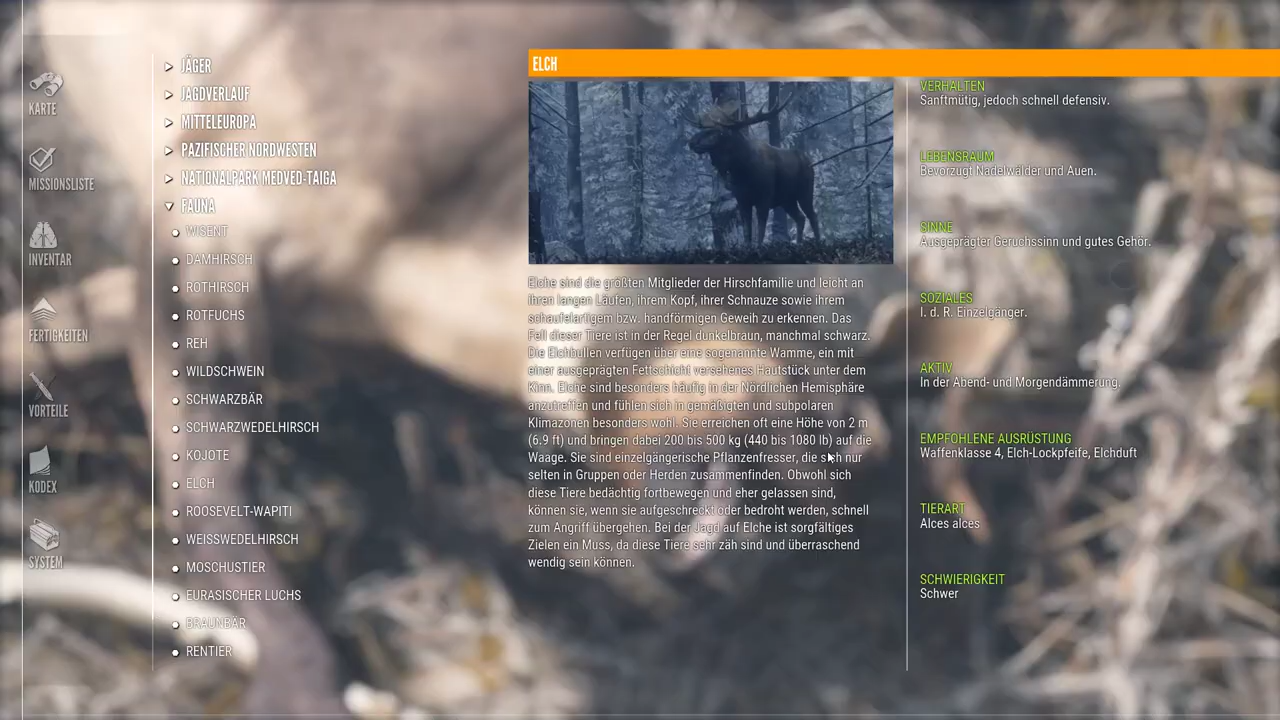 KARTE
MISSIONSLISTE
INVENTAR
FERTIGKEITEN
VORTEILE
KODEX
SYSTEM
JÄGER
JAGDVERLAUF
MITTELEUROPA
PAZIFISCHER NORDWESTEN
NATIONALPARK MEDVED-TAIGA
FAUNA
WISENT
DAMHIRSCH
ROTHIRSCH
ROTFUCHS
REH
WILDSCHWEIN
SCHWARZBÄR
SCHWARZWEDELHIRSCH
KOJOTE
ELCH
ROOSEVELT-WAPITI
WEISSWEDELHIRSCH
MOSCHUSTIER
EURASISCHER LUCHS
BRAUNBÄR
RENTIER
ELCH
Elche sind die größten Mitglieder der Hirschfamilie und leicht an
ihren langen Läufen, ihrem Kopf, ihrer Schnauze sowie ihrem
schaufelartigem bzw. handförmigen Geweih zu erkennen. Das
Fell dieser Tiere ist in der Regel dunkelbraun, manchmal schwarz.
Die Elchbullen verfügen über eine sogenannte Wamme, ein mit
einer ausgeprägten Fettschicht versehenes Hautstück unter dem
Kinn. Elche sind besonders häufig in der Nördlichen Hemisphäre
anzutreffen und fühlen sich in gemäßigten und subpolaren
Klimazonen besonders wohl. Sie erreichen oft eine Höhe von 2 m
(6.9 ft) und bringen dabei 200 bis 500 kg (440 bis 1080 lb) auf die
Waage. Sie sind einzelgängerische Pflanzenfresser, die sich nur
selten in Gruppen oder Herden zusammenfinden. Obwohl sich
diese Tiere bedächtig fortbewegen und eher gelassen sind,
können sie, wenn sie aufgeschreckt oder bedroht werden, schnell
zum Angriff übergehen. Bei der Jagd auf Elche ist sorgfältiges
Zielen ein Muss, da diese Tiere sehr zäh sind und überraschend
wendig sein können.
VERHALTEN
Sanftmütig, jedoch schnell defensiv.
LEBENSRAUM
Bevorzugt Nadelwälder und Auen.
SINNE
Ausgeprägter Geruchssinn und gutes Gehör.
SOZIALES
I. d. R. Einzelgänger.
AKTIV
In der Abend- und Morgendämmerung.
EMPFOHLENE AUSRÜSTUNG
Waffenklasse 4, Elch-Lockpfeife, Elchduft
TIERART
Alces alces
SCHWIERIGKEIT
Schwer